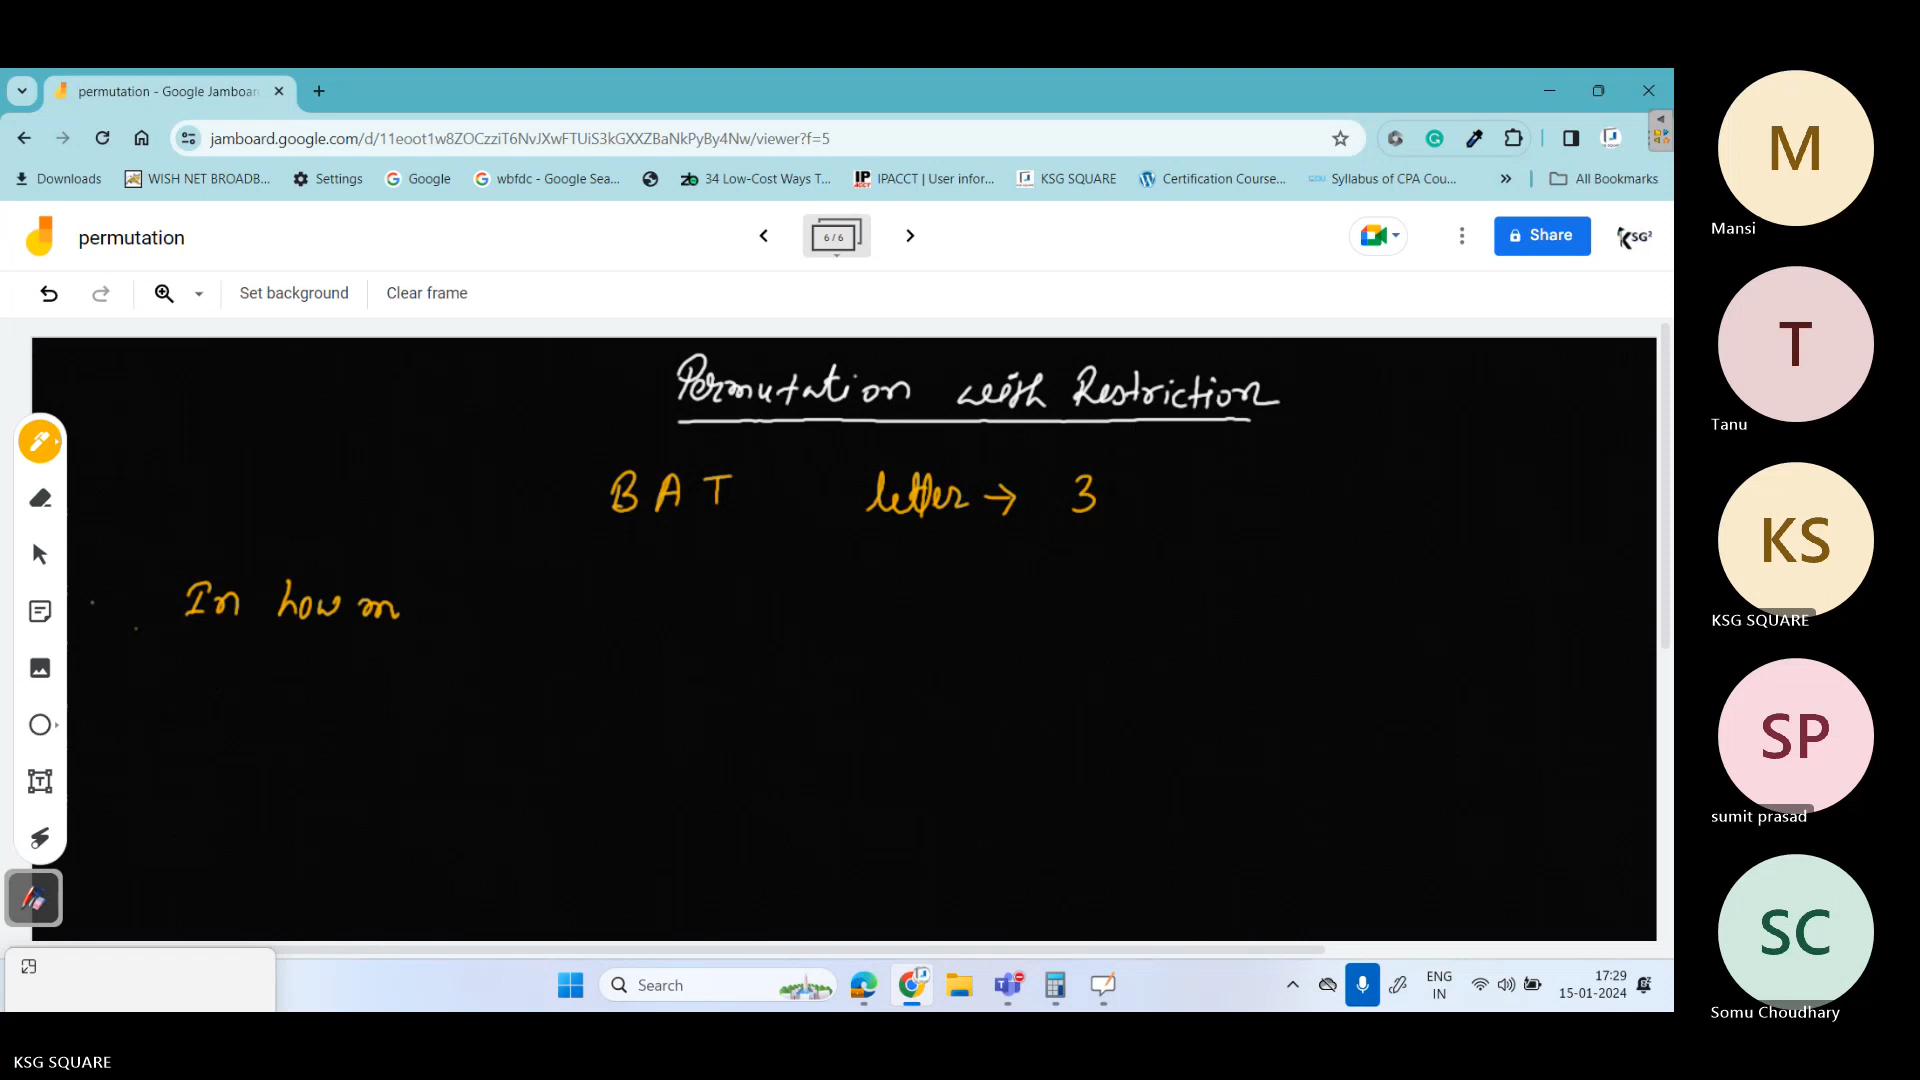 permutation - Google Jamboar
jamboard.google.com/d/11eoot1w8ZOCzziT6NvJXwFTUiS3kGXXZBaNkPyBy4Nw/viewer?f=5
Downloads WISH NET BROADB... Settings Google wbfdc - Google Sea... 34 Low-Cost Ways T... IPACCT | User infor... KSG SQUARE Certification Course... Syllabus of CPA Cou... » All Bookmarks
permutation 6 / 6 Share KSG²
Set background Clear frame
Permutation with Restriction
B A T letter → 3
In how m
Search ENG IN 17:29 15-01-2024
M
Mansi
T
Tanu
KS
KSG SQUARE
SP
sumit prasad
SC
Somu Choudhary
KSG SQUARE